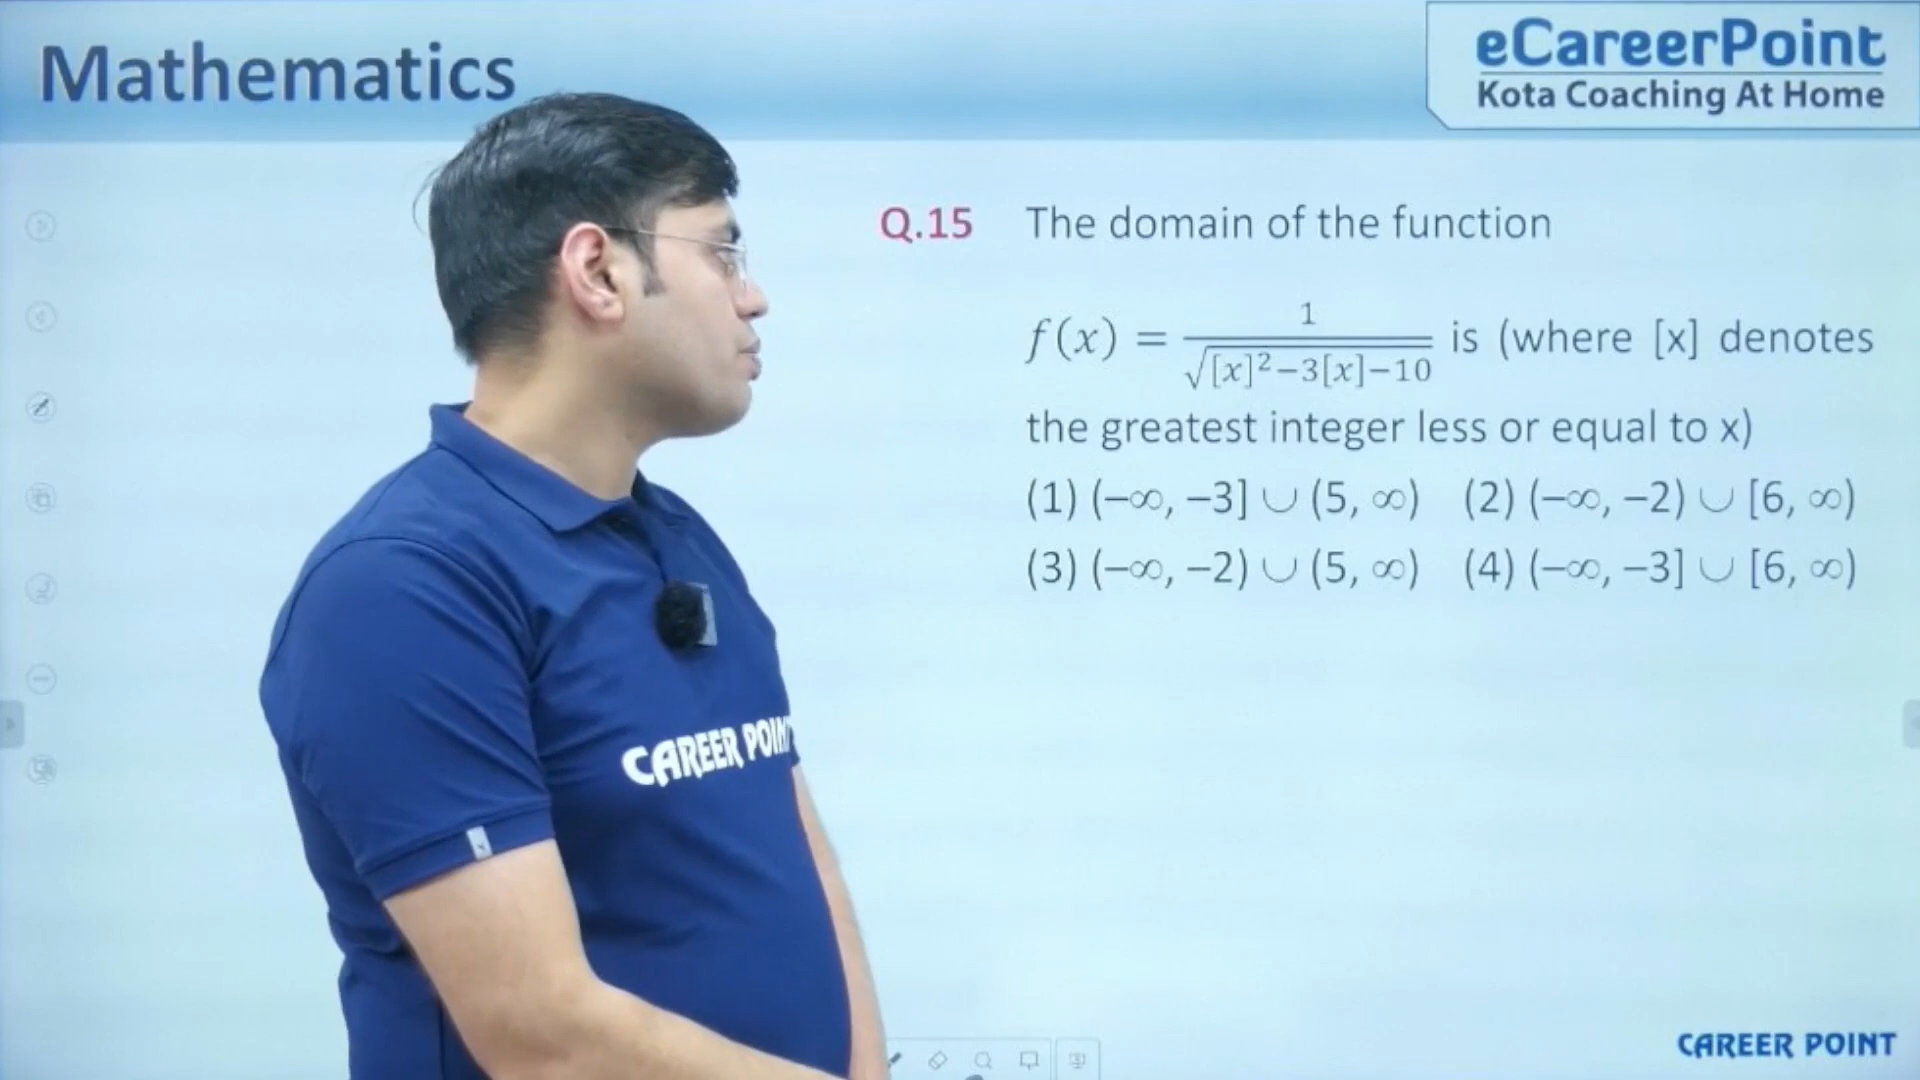 Mathematics
eCareerPoint
Kota Coaching At Home
Q.15 The domain of the function
f(x) = 1/√([x]²−3[x]−10) is (where [x] denotes
the greatest integer less or equal to x)
(1) (−∞, −3] ∪ (5, ∞) (2) (−∞, −2) ∪ [6, ∞)
(3) (−∞, −2) ∪ (5, ∞) (4) (−∞, −3] ∪ [6, ∞)
CAREER POINT
CAREER POINT